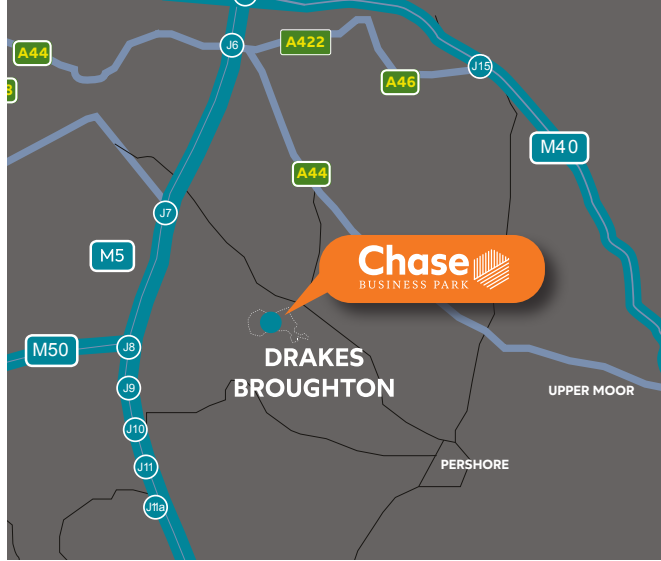 J6
A422
A44
A46
J15
M40
A44
J7
M5
Chase
BUSINESS PARK
M50
J8
DRAKES
BROUGHTON
J9
UPPER MOOR
J10
J11
PERSHORE
J11a